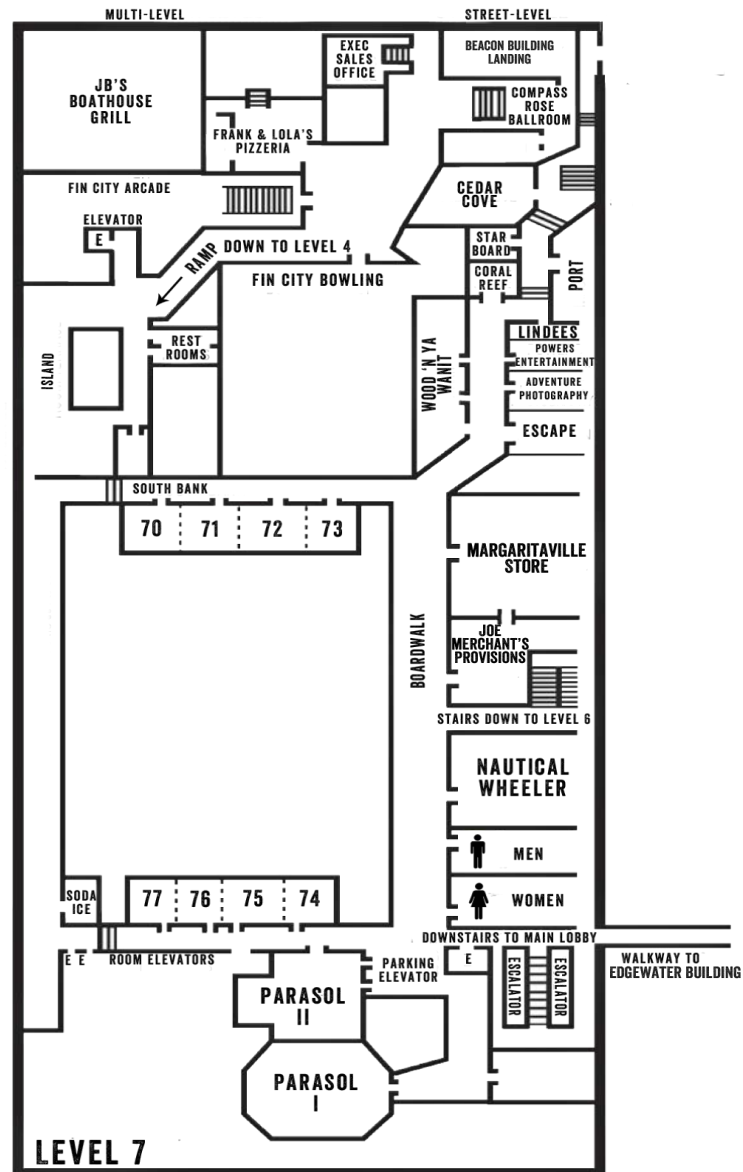 MULTI-LEVEL
STREET-LEVEL
JB'S
BOATHOUSE
GRILL
EXEC
SALES
OFFICE
BEACON BUILDING
LANDING
COMPASS
ROSE
BALLROOM
FRANK & LOLA'S
PIZZERIA
FIN CITY ARCADE
CEDAR
COVE
ELEVATOR
E
RAMP
DOWN TO LEVEL 4
STAR
BOARD
CORAL
REEF
PORT
FIN CITY BOWLING
ISLAND
REST
ROOMS
WOOD 'N YA
WANIT
LINDEES
POWERS
ENTERTAINMENT
ADVENTURE
PHOTOGRAPHY
ESCAPE
SOUTH BANK
70
71
72
73
MARGARITAVILLE
STORE
BOARDWALK
JOE
MERCHANT'S
PROVISIONS
STAIRS DOWN TO LEVEL 6
NAUTICAL
WHEELER
MEN
WOMEN
SODA
ICE
77
76
75
74
DOWNSTAIRS TO MAIN LOBBY
E E
ROOM ELEVATORS
PARKING
ELEVATOR
E
ESCALATOR
ESCALATOR
WALKWAY TO
EDGEWATER BUILDING
PARASOL
II
PARASOL
I
LEVEL 7